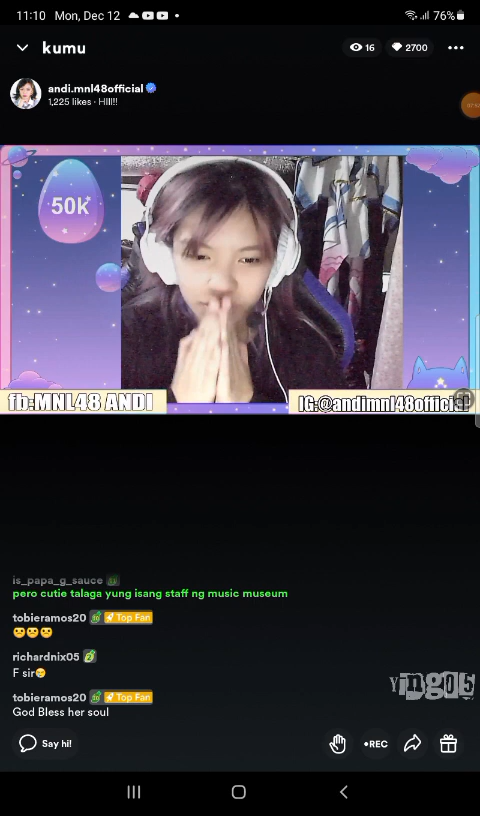 11:10 Mon, Dec 12
76%
kumu
16
2700
andi.mnl48official
1,225 likes · HIII!!
50k
fb:MNL48 ANDI
IG:@andimnl48official
is_papa_g_sauce
pero cutie talaga yung isang staff ng music museum
tobieramos20 Top Fan
richardnix05
F sir
tobieramos20 Top Fan
God Bless her soul
Ying05
Say hi!
•REC